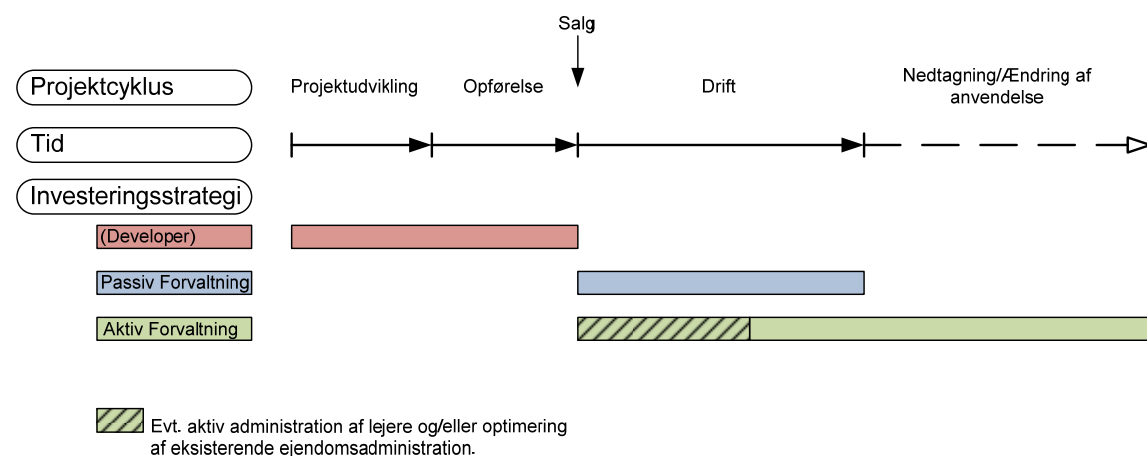 Salg
Projektcyklus
Projektudvikling
Opførelse
Drift
Nedtagning/Ændring af
anvendelse
Tid
Investeringsstrategi
(Developer)
Passiv Forvaltning
Aktiv Forvaltning
Evt. aktiv administration af lejere og/eller optimering
af eksisterende ejendomsadministration.